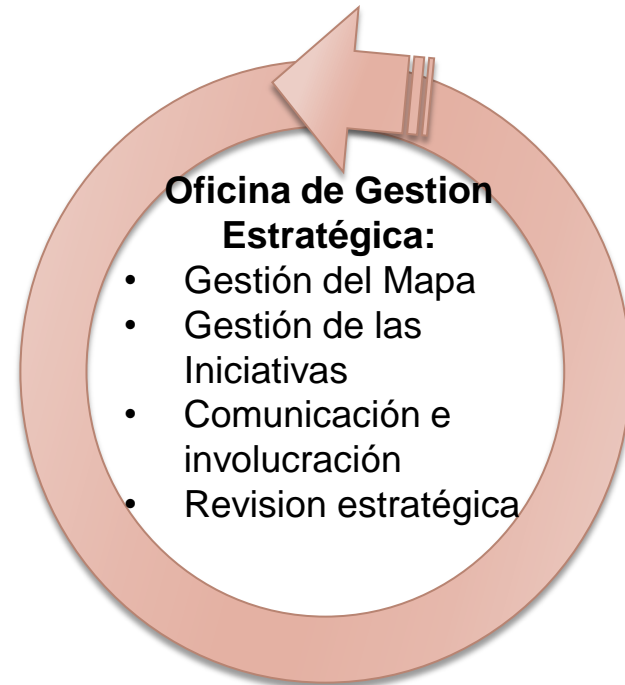 Oficina de Gestion
Estratégica:
• Gestión del Mapa
• Gestión de las
Iniciativas
• Comunicación e
involucración
• Revision estratégica